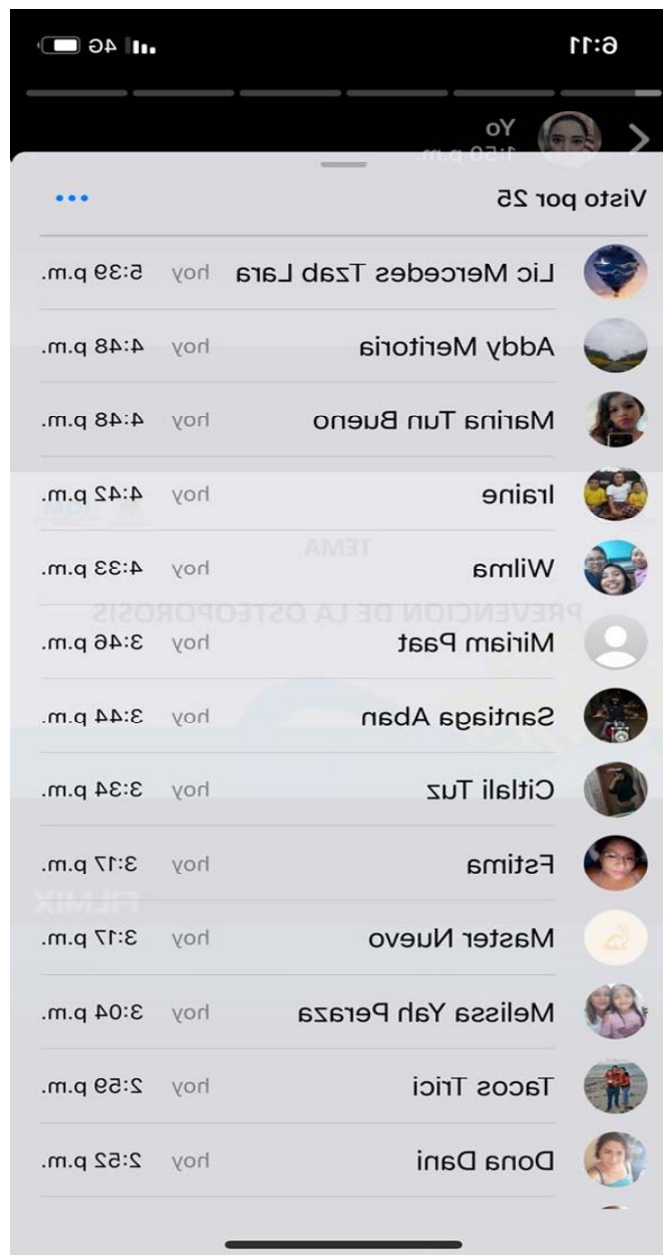 6:11 4G
Yo
1:50 p.m.
Visto por 25
Lic Mercedes Tzab Lara hoy 5:39 p.m.
Addy Meritoria hoy 4:48 p.m.
Marina Tun Bueno hoy 4:48 p.m.
Iraine hoy 4:42 p.m.
TEMA
Wilma hoy 4:33 p.m.
PREVENCION DE LA OSTEOPOROSIS
Miriam Paat hoy 3:46 p.m.
Santiaga Aban hoy 3:44 p.m.
Citlali Tuz hoy 3:34 p.m.
Fstima hoy 3:17 p.m.
FILMIX
Master Nuevo hoy 3:17 p.m.
Melissa Yah Peraza hoy 3:04 p.m.
Tacos Trici hoy 2:59 p.m.
Dona Dani hoy 2:52 p.m.